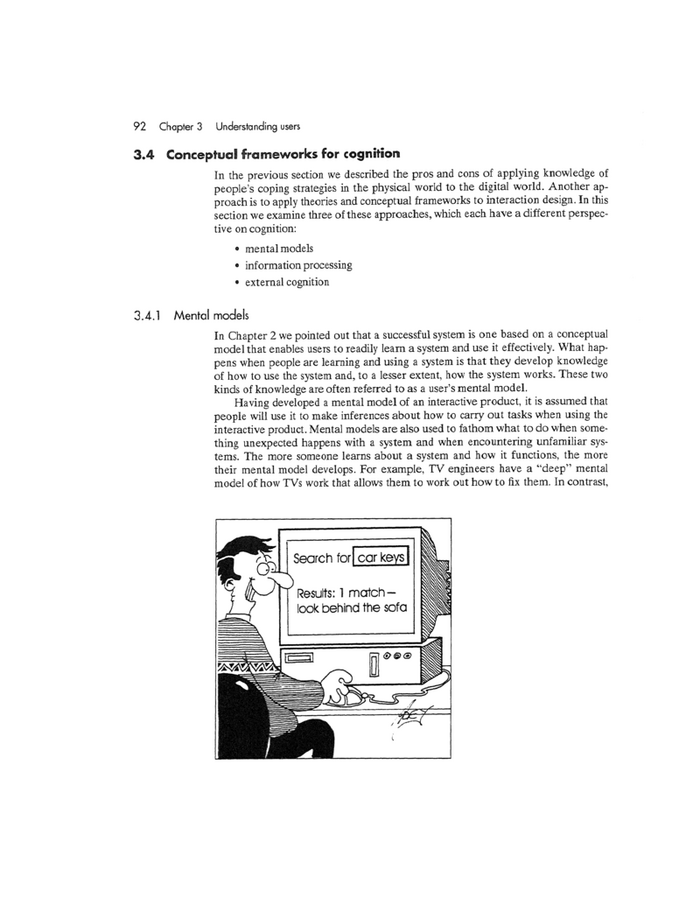 92 Chapter 3 Understanding users
3.4 Conceptual frameworks for cognition
In the previous section we described the pros and cons of applying knowledge of
people's coping strategies in the physical world to the digital world. Another ap-
proach is to apply theories and conceptual frameworks to interaction design. In this
section we examine three of these approaches, which each have a different perspec-
tive on cognition:
• mental models
• information processing
• external cognition
3.4.1 Mental models
In Chapter 2 we pointed out that a successful system is one based on a conceptual
model that enables users to readily learn a system and use it effectively. What hap-
pens when people are learning and using a system is that they develop knowledge
of how to use the system and, to a lesser extent, how the system works. These two
kinds of knowledge are often referred to as a user's mental model.
Having developed a mental model of an interactive product, it is assumed that
people will use it to make inferences about how to carry out tasks when using the
interactive product. Mental models are also used to fathom what to do when some-
thing unexpected happens with a system and when encountering unfamiliar sys-
tems. The more someone learns about a system and how it functions, the more
their mental model develops. For example, TV engineers have a "deep" mental
model of how TVs work that allows them to work out how to fix them. In contrast,
Search for car keys
Results: 1 match–
look behind the sofa